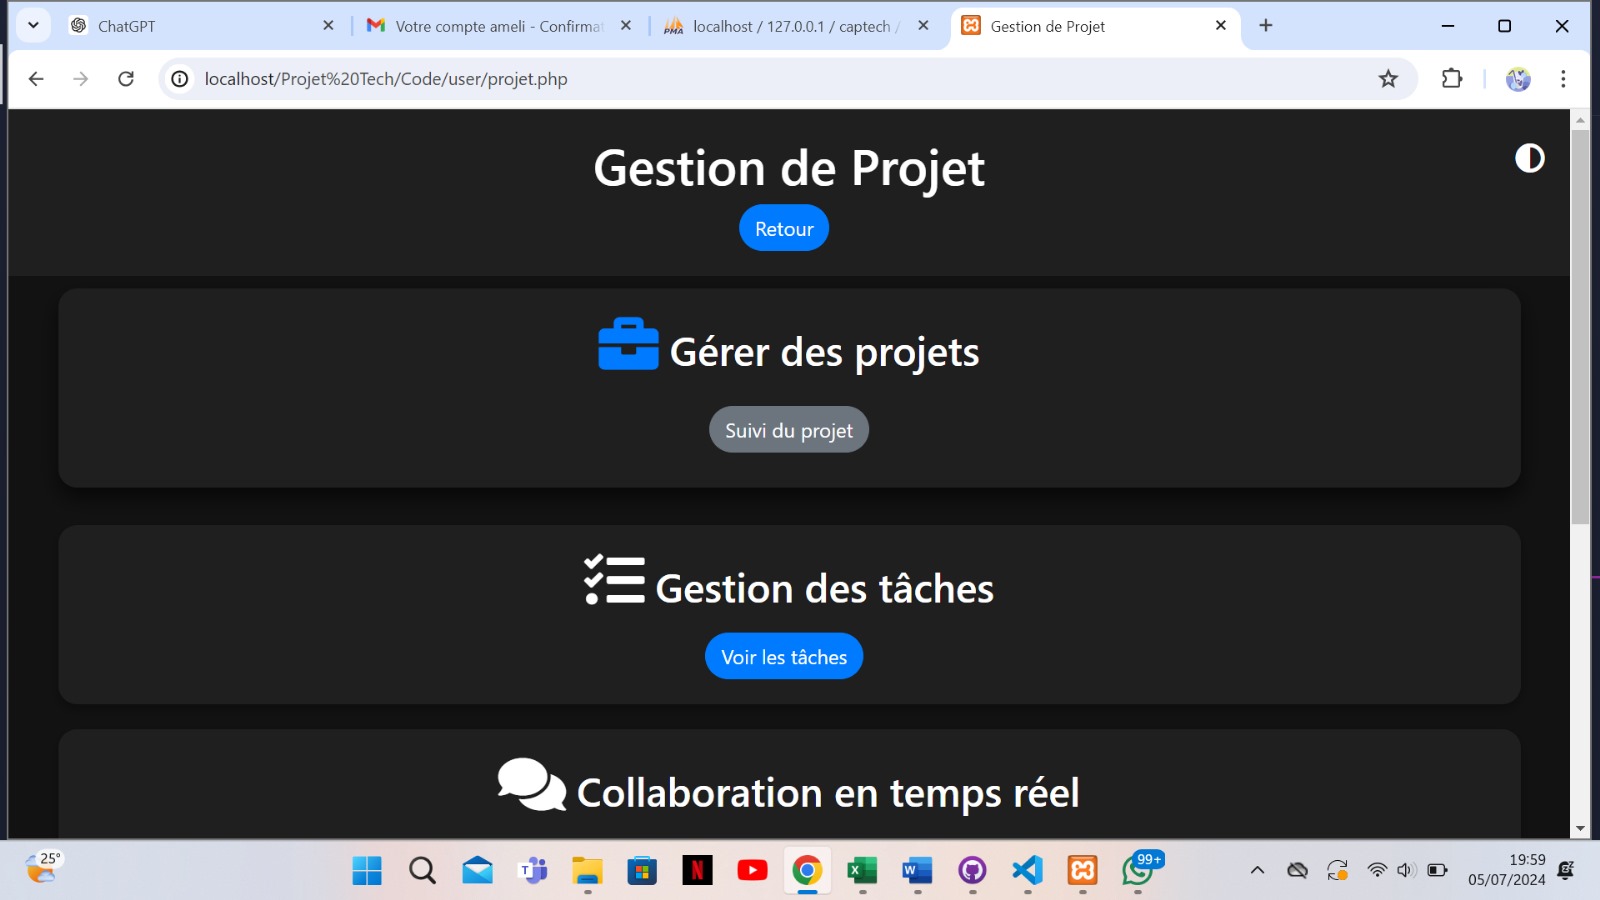 ChatGPT
Votre compte ameli - Confirmat
PMA
localhost / 127.0.0.1 / captech /
Gestion de Projet
localhost/Projet%20Tech/Code/user/projet.php
Gestion de Projet
Retour
Gérer des projets
Suivi du projet
Gestion des tâches
Voir les tâches
Collaboration en temps réel
25°
99+
19:59
05/07/2024